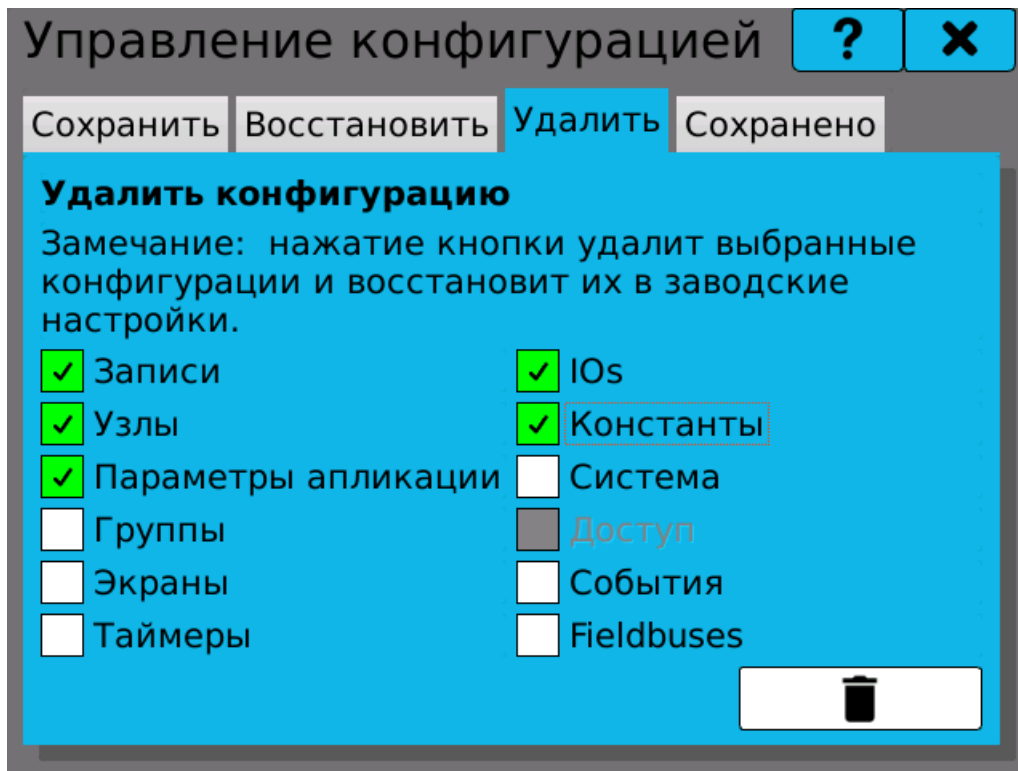 Управление конфигурацией ?
Сохранить Восстановить Удалить Сохранено
Удалить конфигурацию
Замечание: нажатие кнопки удалит выбранные
конфигурации и восстановит их в заводские
настройки.
Записи IOs
Узлы Константы
Параметры апликации Система
Группы Доступ
Экраны События
Таймеры Fieldbuses